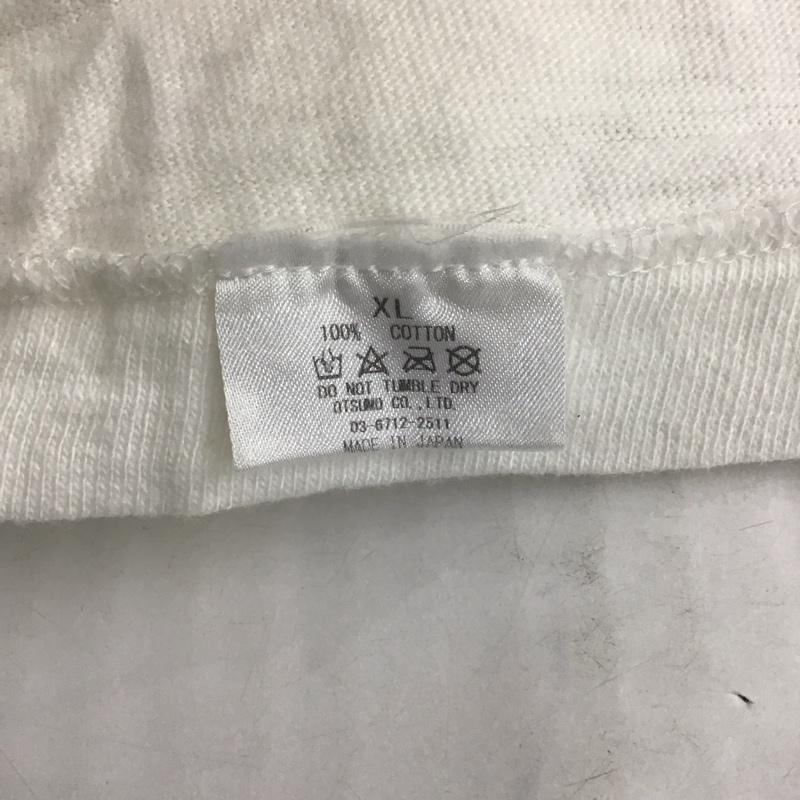 XL
100% COTTON
DO NOT TUMBLE DRY
OTSUMO CO.,LTD.
03-6712-2511
MADE IN JAPAN